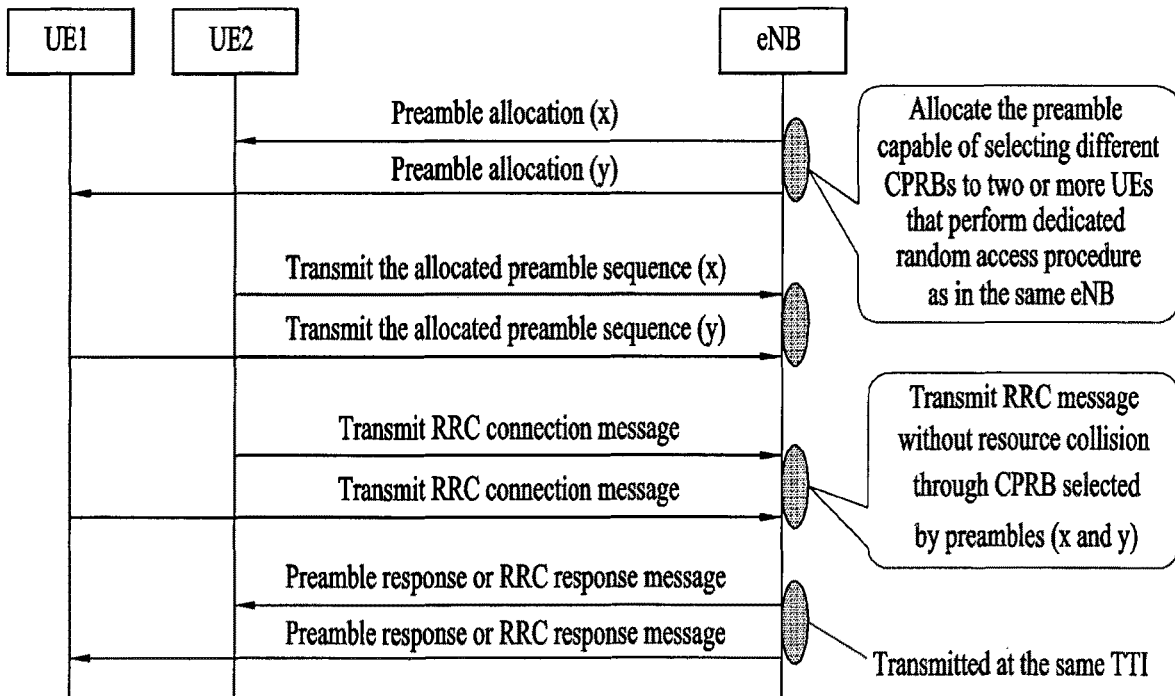 UE1
UE2
eNB
Preamble allocation (x)
Preamble allocation (y)
Allocate the preamble
capable of selecting different
CPRBs to two or more UEs
that perform dedicated
random access procedure
as in the same eNB
Transmit the allocated preamble sequence (x)
Transmit the allocated preamble sequence (y)
Transmit RRC connection message
Transmit RRC connection message
Transmit RRC message
without resource collision
through CPRB selected
by preambles (x and y)
Preamble response or RRC response message
Preamble response or RRC response message
Transmitted at the same TTI